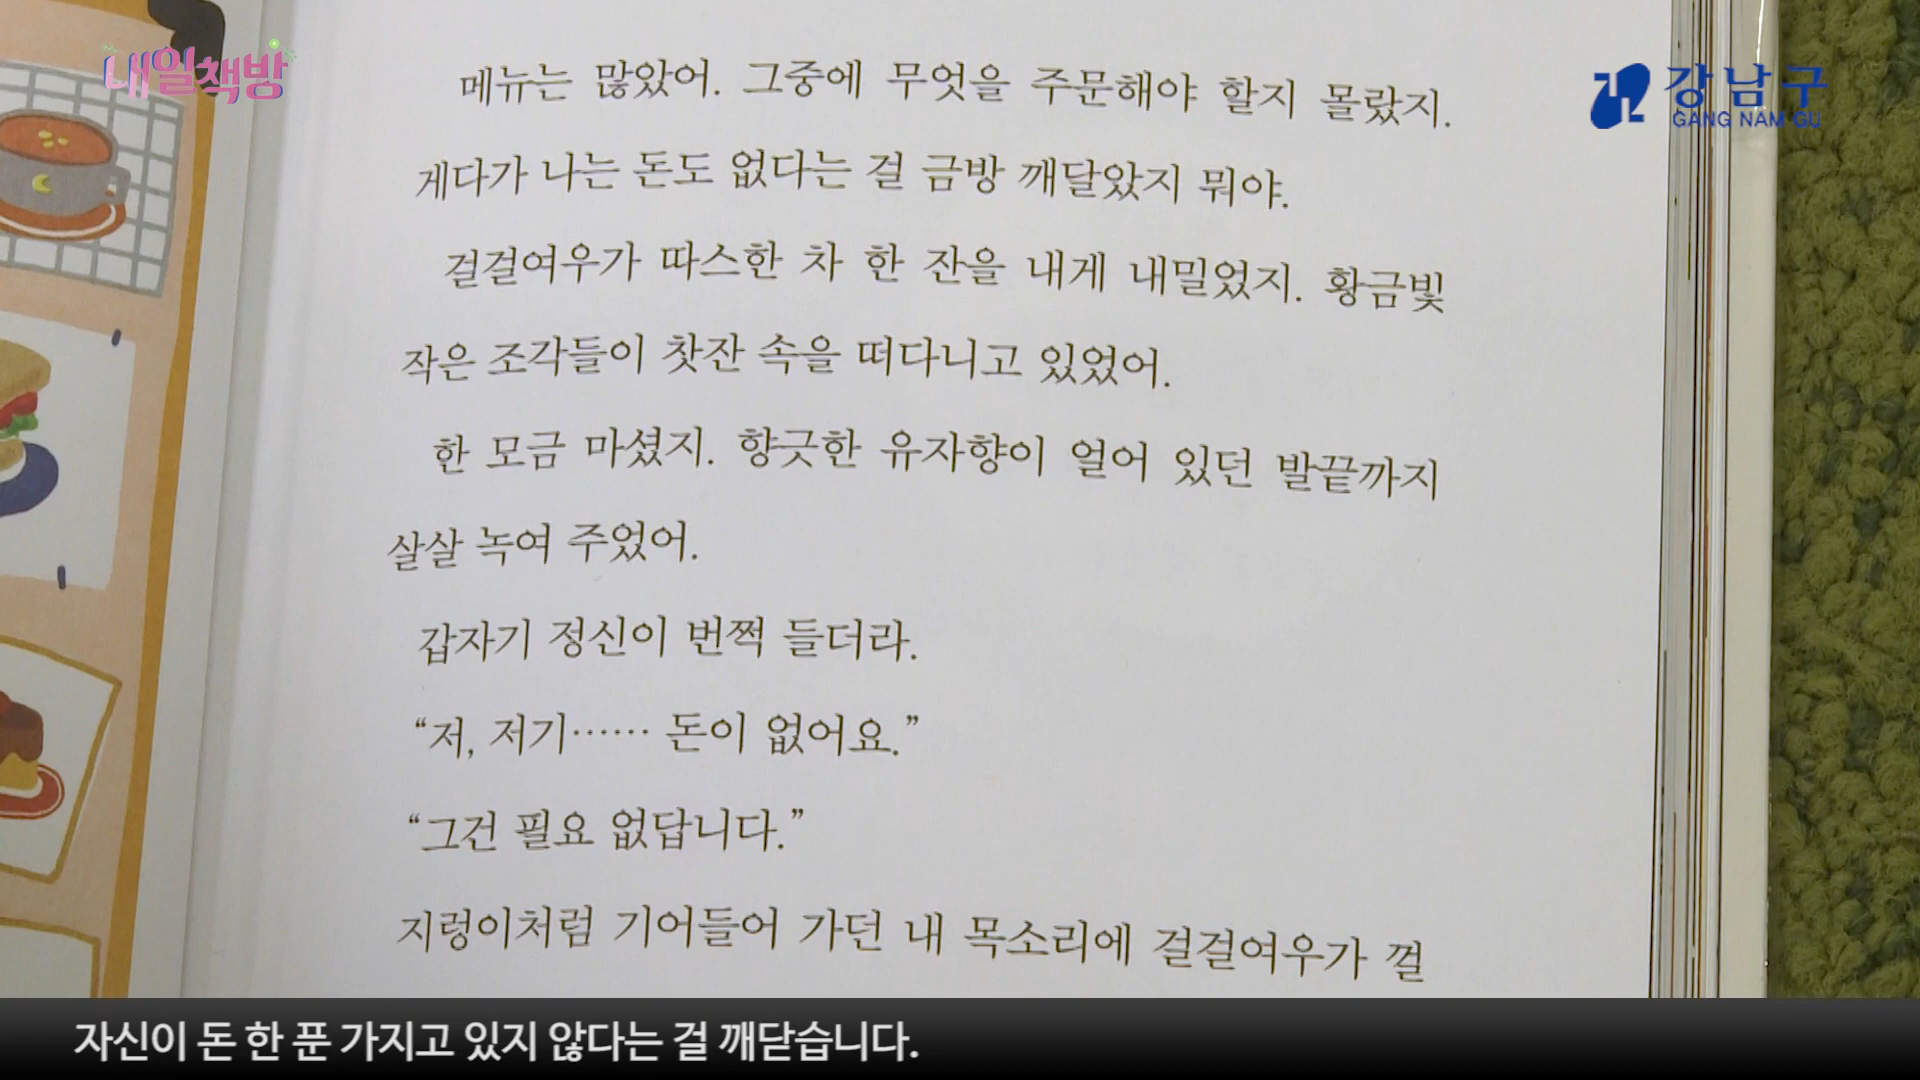 내일책방
강남구
GANG NAM GU
메뉴는 많았어. 그중에 무엇을 주문해야 할지 몰랐지.
게다가 나는 돈도 없다는 걸 금방 깨달았지 뭐야.
걸걸여우가 따스한 차 한 잔을 내게 내밀었지. 황금빛
작은 조각들이 찻잔 속을 떠다니고 있었어.
한 모금 마셨지. 향긋한 유자향이 얼어 있던 발끝까지
살살 녹여 주었어.
갑자기 정신이 번쩍 들더라.
“저, 저기…… 돈이 없어요.”
“그건 필요 없답니다.”
지렁이처럼 기어들어 가던 내 목소리에 걸걸여우가 껄
자신이 돈 한 푼 가지고 있지 않다는 걸 깨닫습니다.